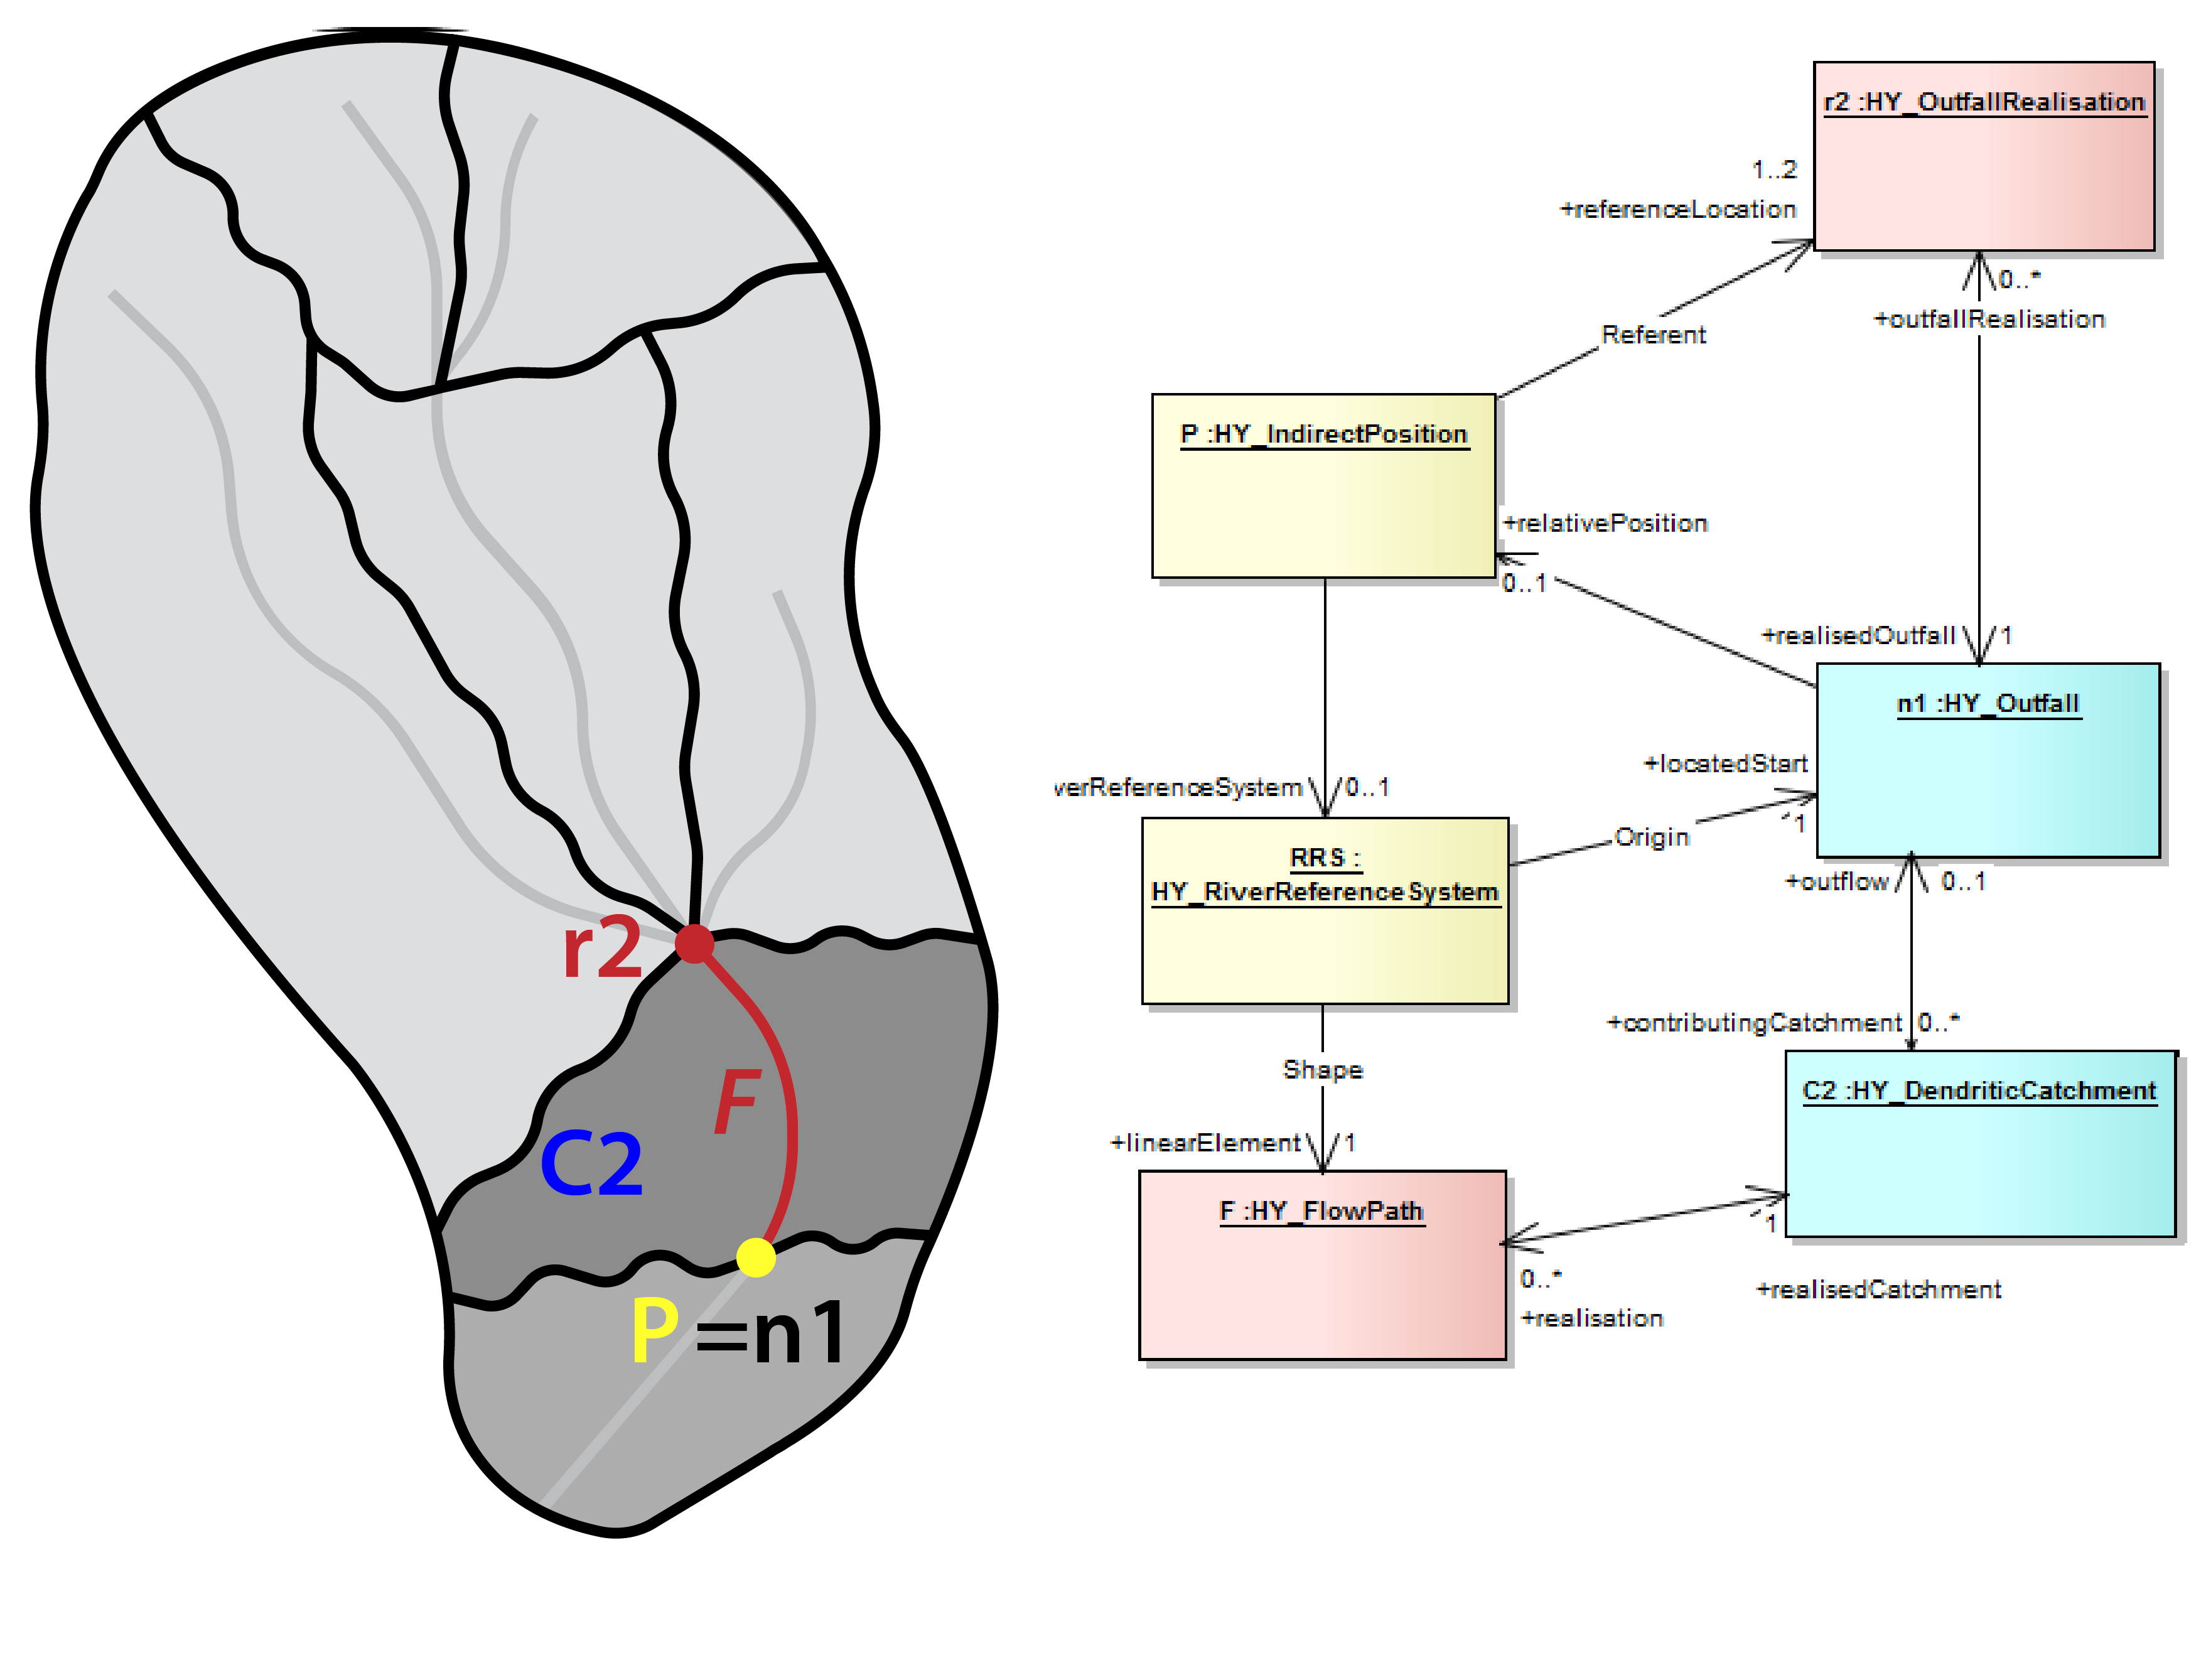 r2
F
C2
P=n1
r2 :HY_OutfallRealisation
1..2
+referenceLocation
0..*
+outfallRealisation
Referent
P :HY_IndirectPosition
+relativePosition
0..1
+realisedOutfall
1
n1 :HY_Outfall
+locatedStart
verReferenceSystem
0..1
1
Origin
RRS :
HY_RiverReferenceSystem
+outflow
0..1
+contributingCatchment
0..*
Shape
C2 :HY_DendriticCatchment
+linearElement
1
F :HY_FlowPath
1
0..*
+realisedCatchment
+realisation